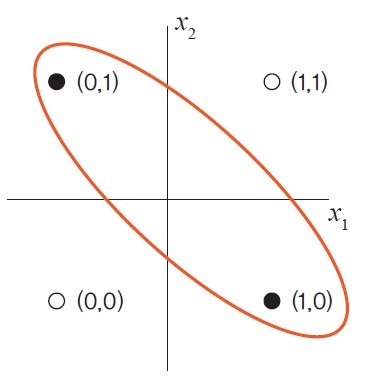 x₂
(0,1)
(1,1)
x₁
(0,0)
(1,0)